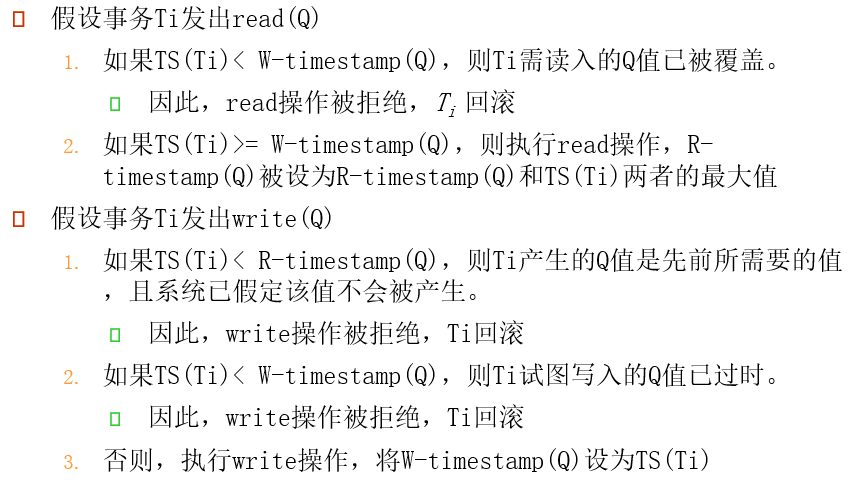 假设事务Ti发出read(Q)
1. 如果TS(Ti)< W-timestamp(Q)，则Ti需读入的Q值已被覆盖。
因此，read操作被拒绝，Ti 回滚
2. 如果TS(Ti)>= W-timestamp(Q)，则执行read操作，R-
timestamp(Q)被设为R-timestamp(Q)和TS(Ti)两者的最大值
假设事务Ti发出write(Q)
1. 如果TS(Ti)< R-timestamp(Q)，则Ti产生的Q值是先前所需要的值
，且系统已假定该值不会被产生。
因此，write操作被拒绝，Ti回滚
2. 如果TS(Ti)< W-timestamp(Q)，则Ti试图写入的Q值已过时。
因此，write操作被拒绝，Ti回滚
3. 否则，执行write操作，将W-timestamp(Q)设为TS(Ti)